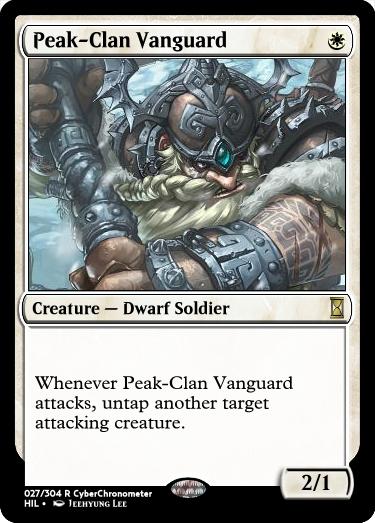 Peak-Clan Vanguard
Creature — Dwarf Soldier
Whenever Peak-Clan Vanguard
attacks, untap another target
attacking creature.
2/1
027/304 R CyberChronometer
HIL • Jeehyung Lee